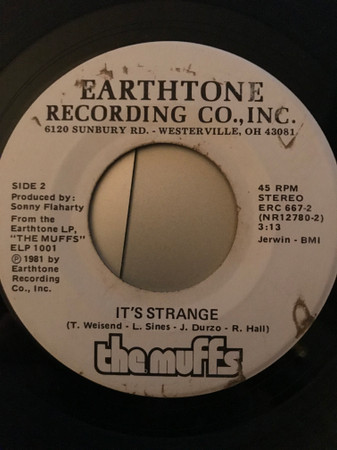 EARTHTONE
RECORDING CO., INC.
6120 SUNBURY RD. - WESTERVILLE, OH 43081
SIDE 2
Produced by:
Sonny Flaharty
From the
Earthtone LP,
"THE MUFFS"
ELP 1001
℗ 1981 by
Earthtone
Recording
Co., Inc.
45 RPM
STEREO
ERC 667-2
(NR12780-2)
3:13
Jerwin - BMI
IT'S STRANGE
(T. Weisend - L. Sines - J. Durzo - R. Hall)
the muffs